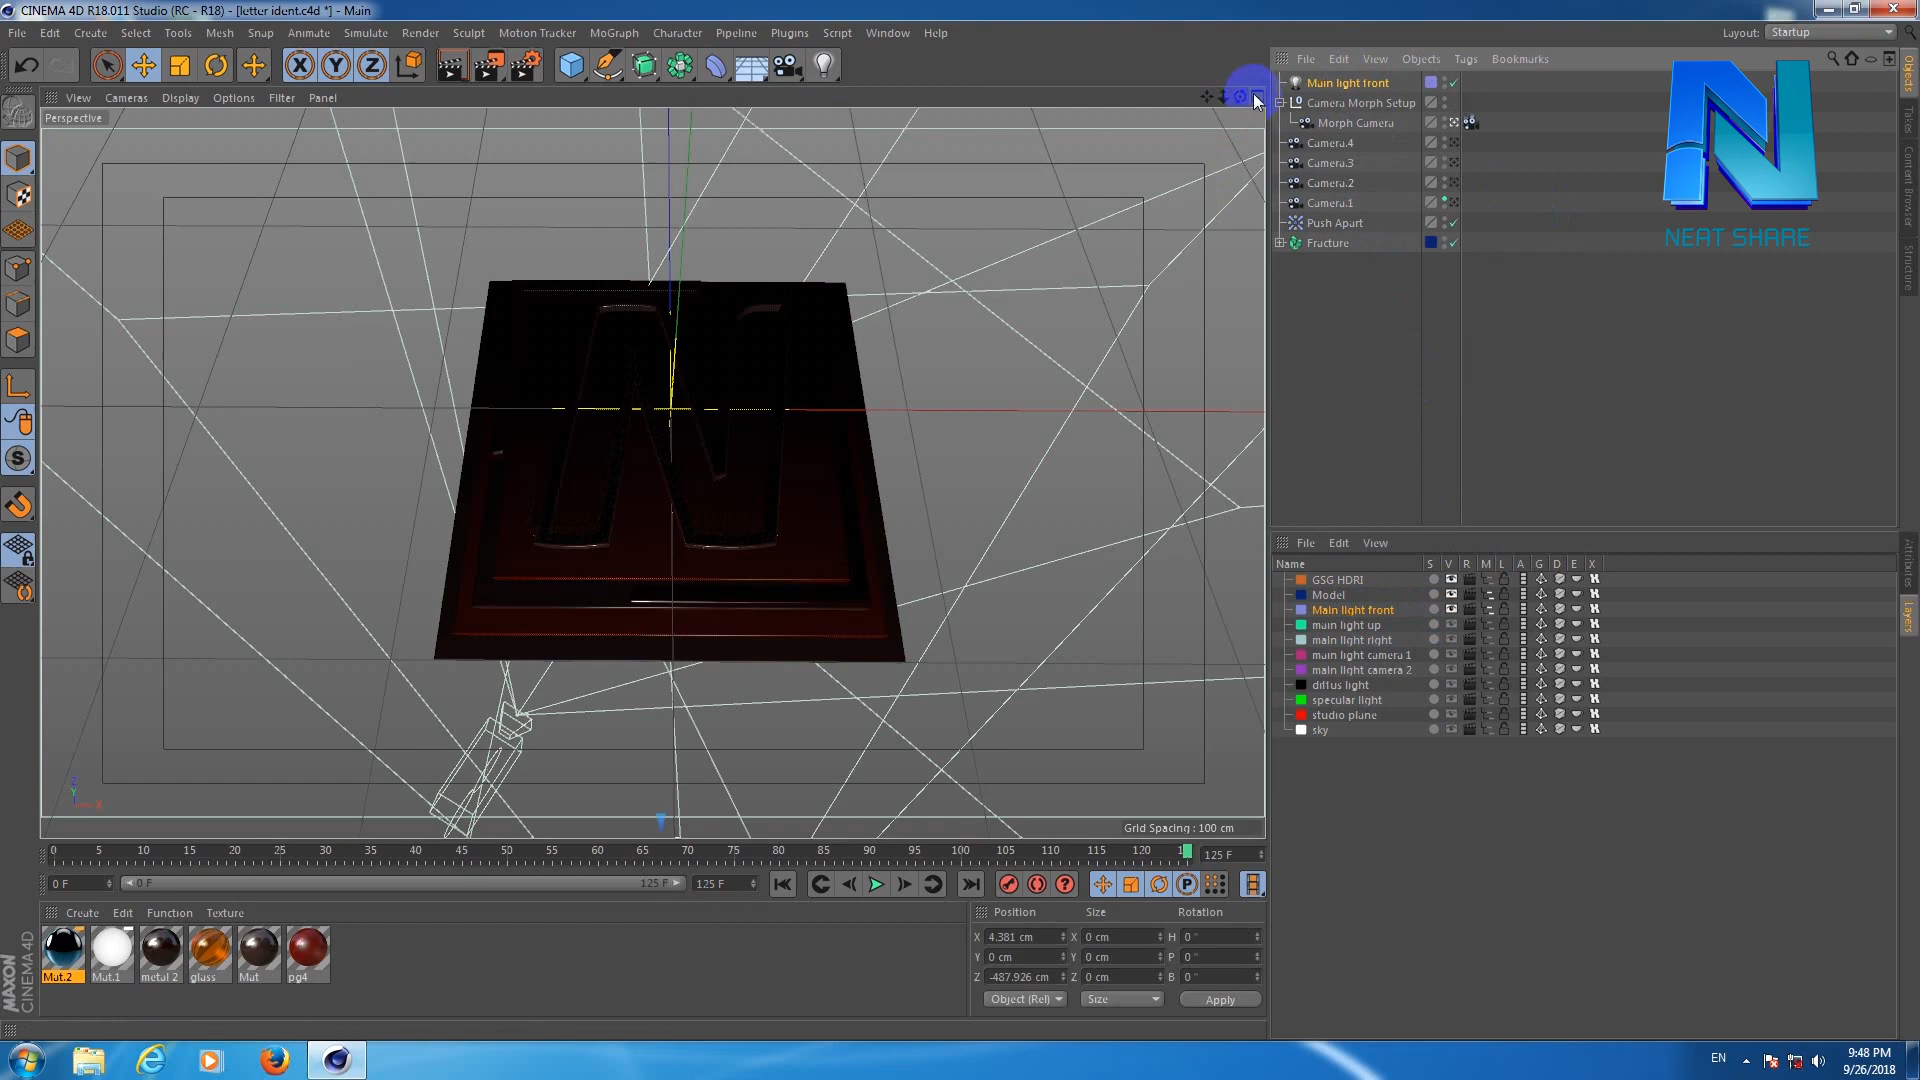 CINEMA 4D R18.011 Studio (RC - R18) - [letter ident.c4d *] - Main
File Edit Create Select Tools Mesh Snap Animate Simulate Render Sculpt Motion Tracker MoGraph Character Pipeline Plugins Script Window Help
Layout: Startup
File Edit View Objects Tags Bookmarks
View Cameras Display Options Filter Panel
Perspective
Main light front
Camera Morph Setup
Morph Camera
Camera.4
Camera.3
Camera.2
Camera.1
Push Apart
Fracture
NEAT SHARE
Objects
Takes
Content Browser
Structure
File Edit View
Name S V R M L A G D E X
GSG HDRI
Model
Main light front
main light up
main light right
main light camera 1
main light camera 2
diffus light
specular light
studio plane
sky
Attributes
Layers
Grid Spacing : 100 cm
0 5 10 15 20 25 30 35 40 45 50 55 60 65 70 75 80 85 90 95 100 105 110 115 120 125 F
0 F 0 F 125 F 125 F
Create Edit Function Texture
Mat.2 Mat.1 metal 2 glass Mat pg4
Position Size Rotation
X 4.381 cm X 0 cm H 0 °
Y 0 cm Y 0 cm P 0 °
Z -487.926 cm Z 0 cm B 0 °
Object (Rel) Size Apply
MAXON CINEMA 4D
EN
9:48 PM
9/26/2018